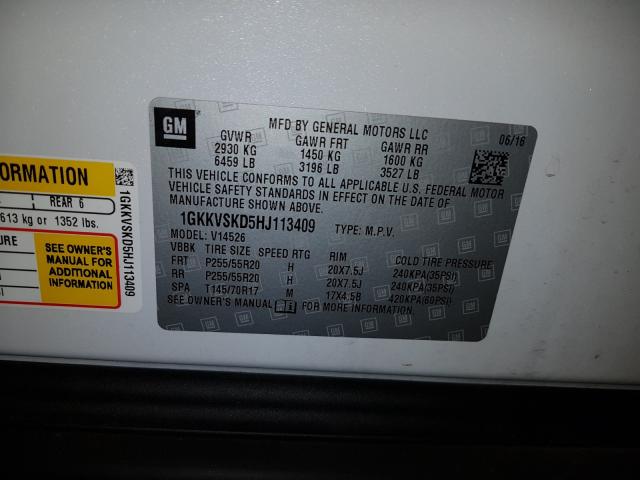 GM
MFD BY GENERAL MOTORS LLC
06/16
GVWR GAWR FRT GAWR RR
2930 KG 1450 KG 1600 KG
6459 LB 3196 LB 3527 LB
THIS VEHICLE CONFORMS TO ALL APPLICABLE U.S. FEDERAL MOTOR
VEHICLE SAFETY STANDARDS IN EFFECT ON THE DATE OF
MANUFACTURE SHOWN ABOVE.
1GKKVSKD5HJ113409 TYPE: M.P.V.
MODEL: V14526
VBBK TIRE SIZE SPEED RTG RIM COLD TIRE PRESSURE
FRT P255/55R20 H 20X7.5J 240KPA(35PSI)
RR P255/55R20 H 20X7.5J 240KPA(35PSI)
SPA T145/70R17 M 17X4.5B 420KPA(60PSI)
SEE OWNER'S MANUAL FOR MORE INFORMATION.
ORMATION
REAR 6
613 kg or 1352 lbs.
SEE OWNER'S
MANUAL FOR
ADDITIONAL
INFORMATION
1GKKVSKD5HJ113409